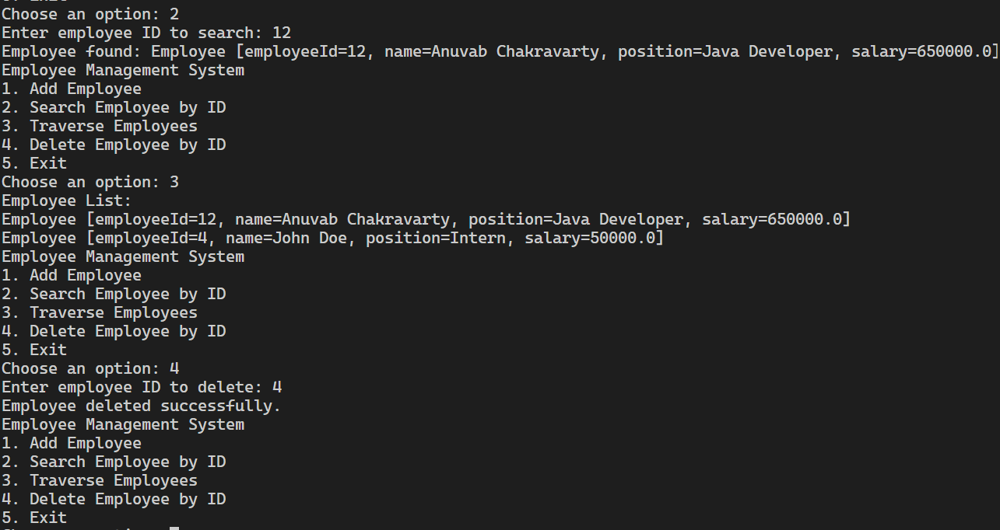 Choose an option: 2
Enter employee ID to search: 12
Employee found: Employee [employeeId=12, name=Anuvab Chakravarty, position=Java Developer, salary=650000.0]
Employee Management System
1. Add Employee
2. Search Employee by ID
3. Traverse Employees
4. Delete Employee by ID
5. Exit
Choose an option: 3
Employee List:
Employee [employeeId=12, name=Anuvab Chakravarty, position=Java Developer, salary=650000.0]
Employee [employeeId=4, name=John Doe, position=Intern, salary=50000.0]
Employee Management System
1. Add Employee
2. Search Employee by ID
3. Traverse Employees
4. Delete Employee by ID
5. Exit
Choose an option: 4
Enter employee ID to delete: 4
Employee deleted successfully.
Employee Management System
1. Add Employee
2. Search Employee by ID
3. Traverse Employees
4. Delete Employee by ID
5. Exit